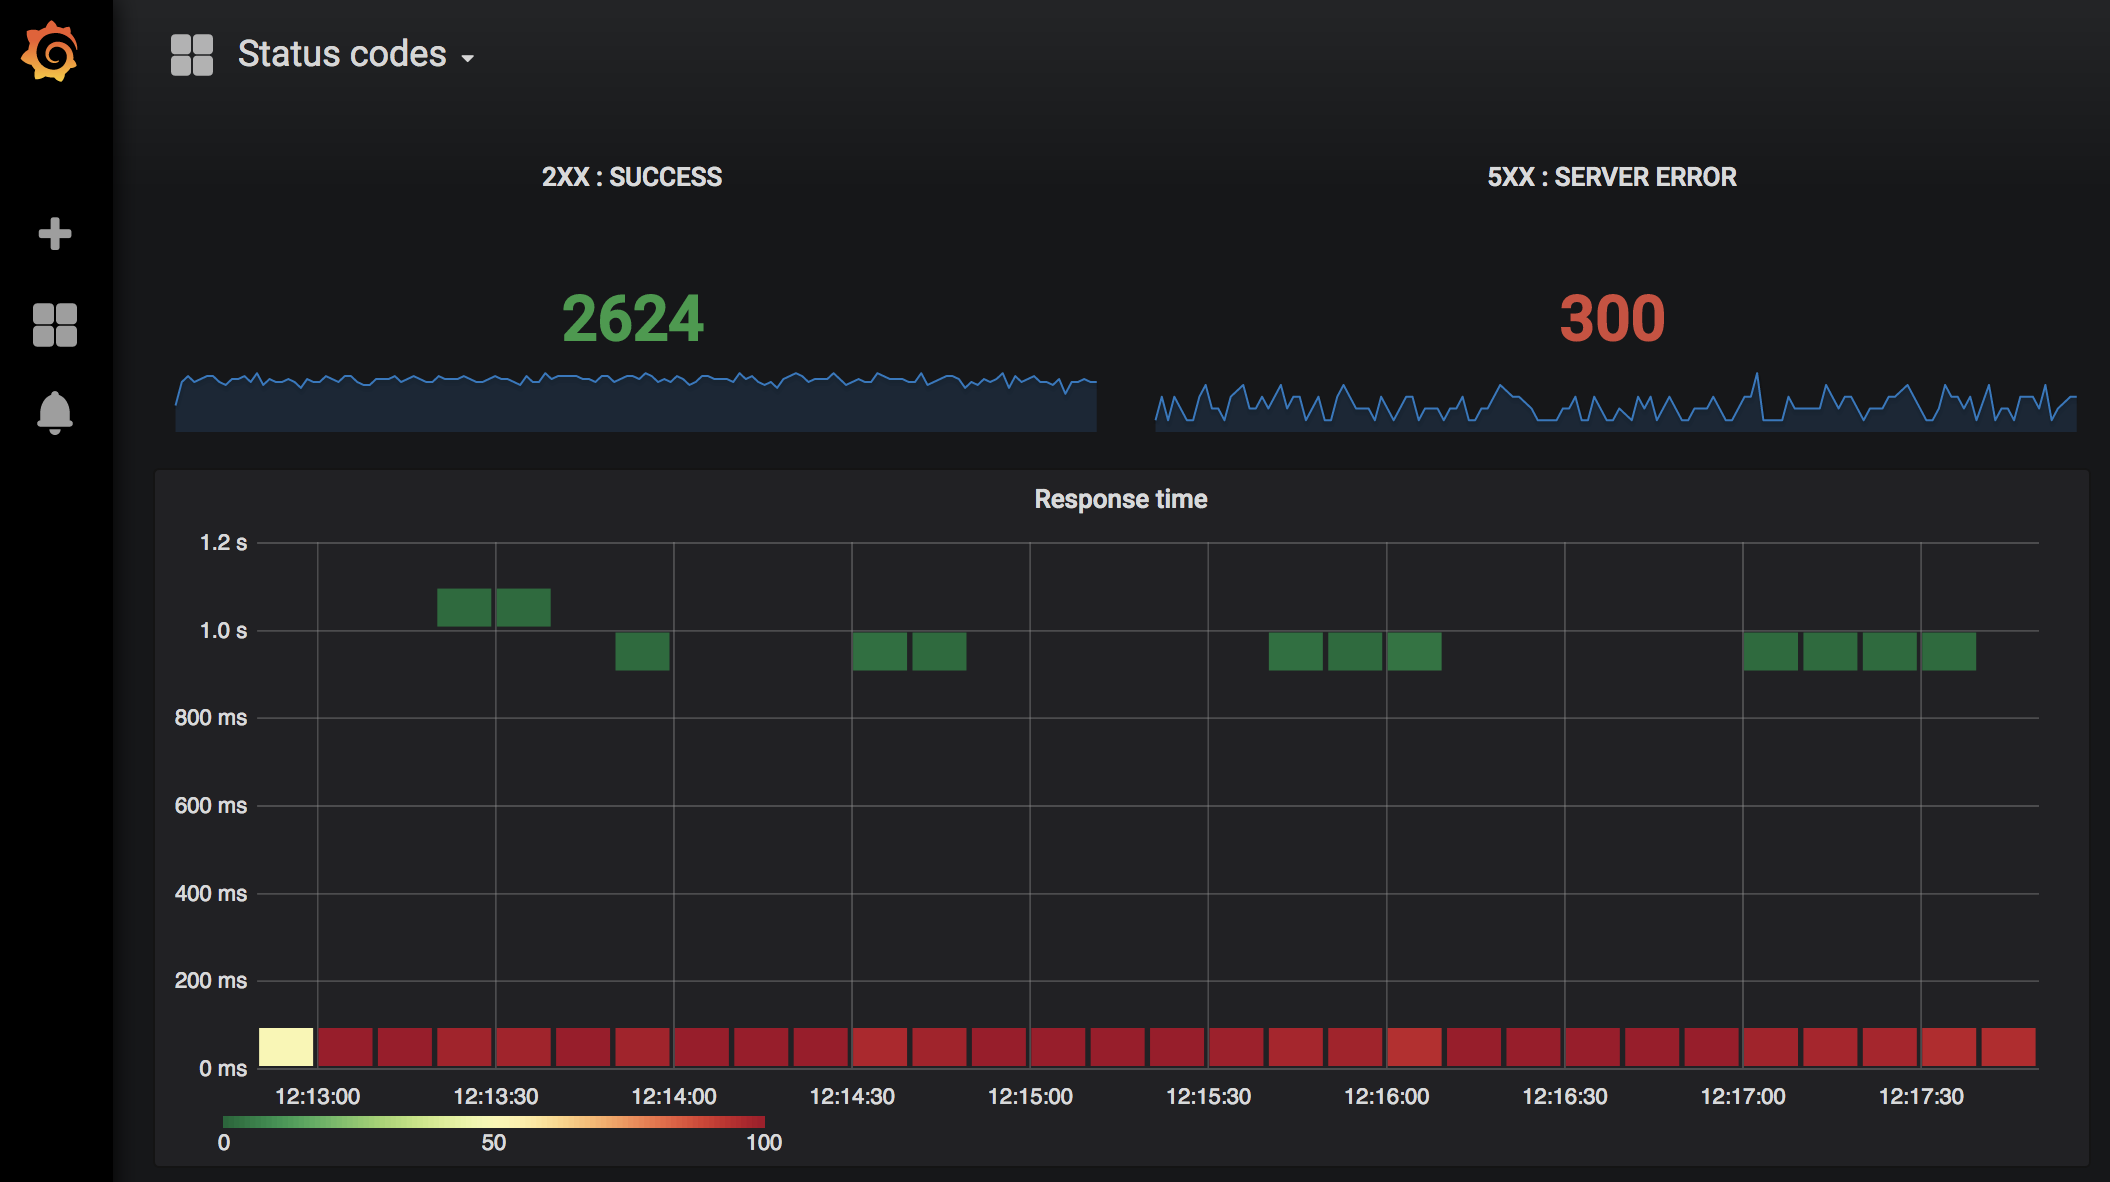 Status codes
2XX : SUCCESS
5XX : SERVER ERROR
2624
300
Response time
1.2 s
1.0 s
800 ms
600 ms
400 ms
200 ms
0 ms
12:13:00 12:13:30 12:14:00 12:14:30 12:15:00 12:15:30 12:16:00 12:16:30 12:17:00 12:17:30
0 50 100